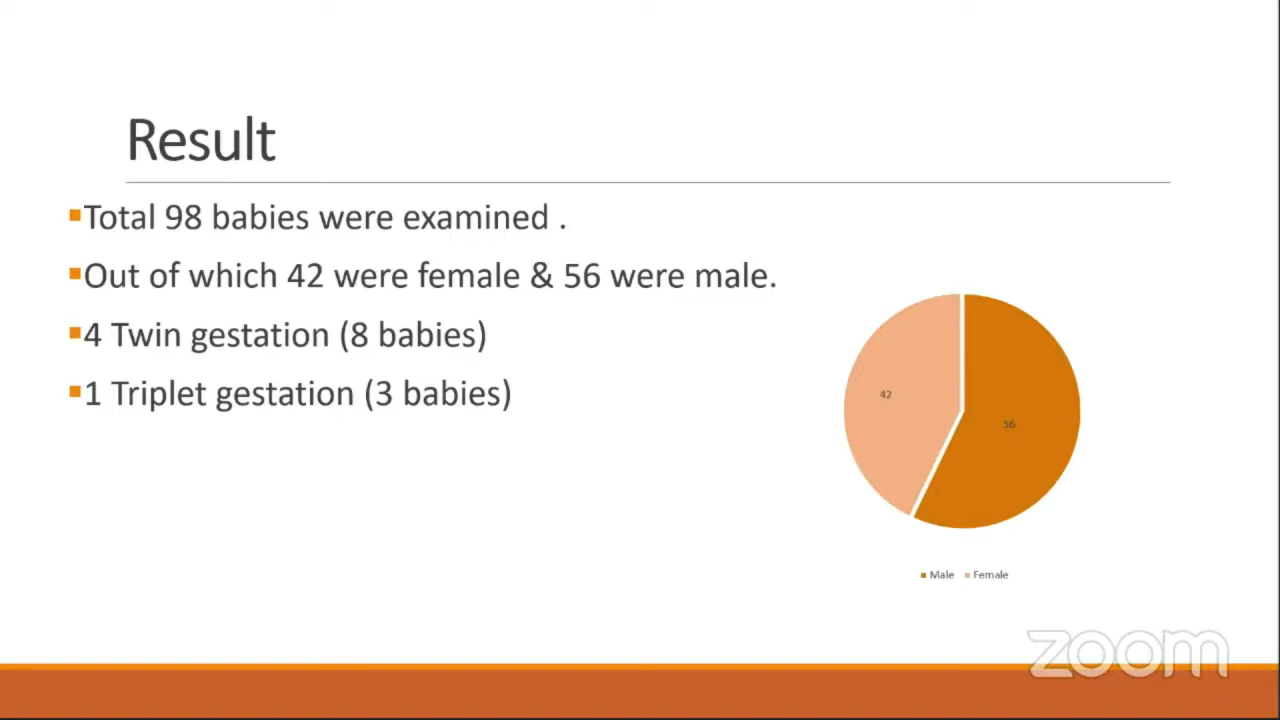 Result
▪Total 98 babies were examined .
▪Out of which 42 were female & 56 were male.
▪4 Twin gestation (8 babies)
▪1 Triplet gestation (3 babies)
42
56
Male Female
zoom